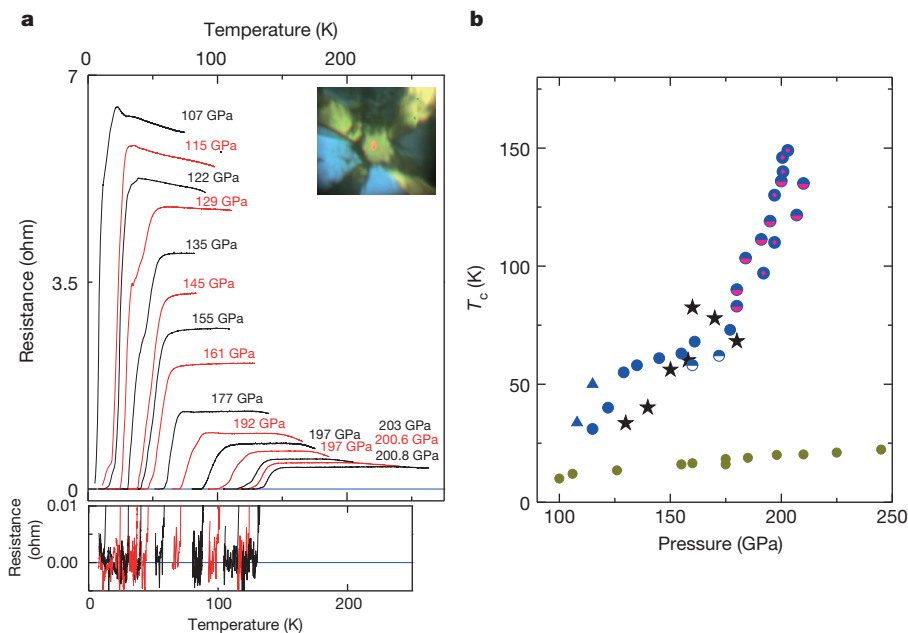 a
Temperature (K)
0
100
200
7
3.5
0
Resistance (ohm)
107 GPa
115 GPa
122 GPa
129 GPa
135 GPa
145 GPa
155 GPa
161 GPa
177 GPa
192 GPa
197 GPa
197 GPa
203 GPa
200.6 GPa
200.8 GPa
0.01
0.00
Resistance
(ohm)
0
100
200
Temperature (K)
b
150
100
50
0
Tc (K)
100
150
200
250
Pressure (GPa)